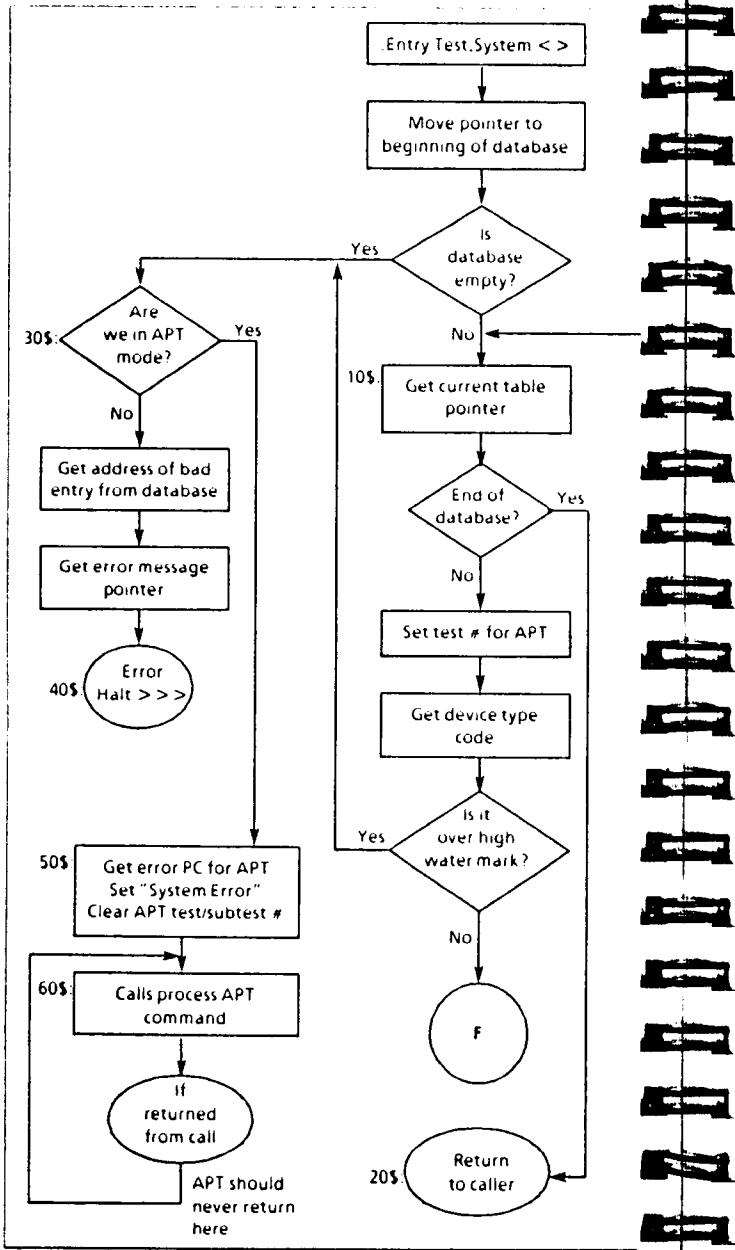 .Entry Test.System < >
Move pointer to
beginning of database
Is
database
empty?
Yes
No
30$:
Are
we in APT
mode?
Yes
No
10$:
Get current table
pointer
Get address of bad
entry from database
End of
database?
Yes
No
Get error message
pointer
Set test # for APT
40$:
Error
Halt > > >
Get device type
code
Is it
over high
water mark?
Yes
No
50$:
Get error PC for APT
Set "System Error"
Clear APT test/subtest #
60$:
Calls process APT
command
F
If
returned
from call
APT should
never return
here
20$:
Return
to caller